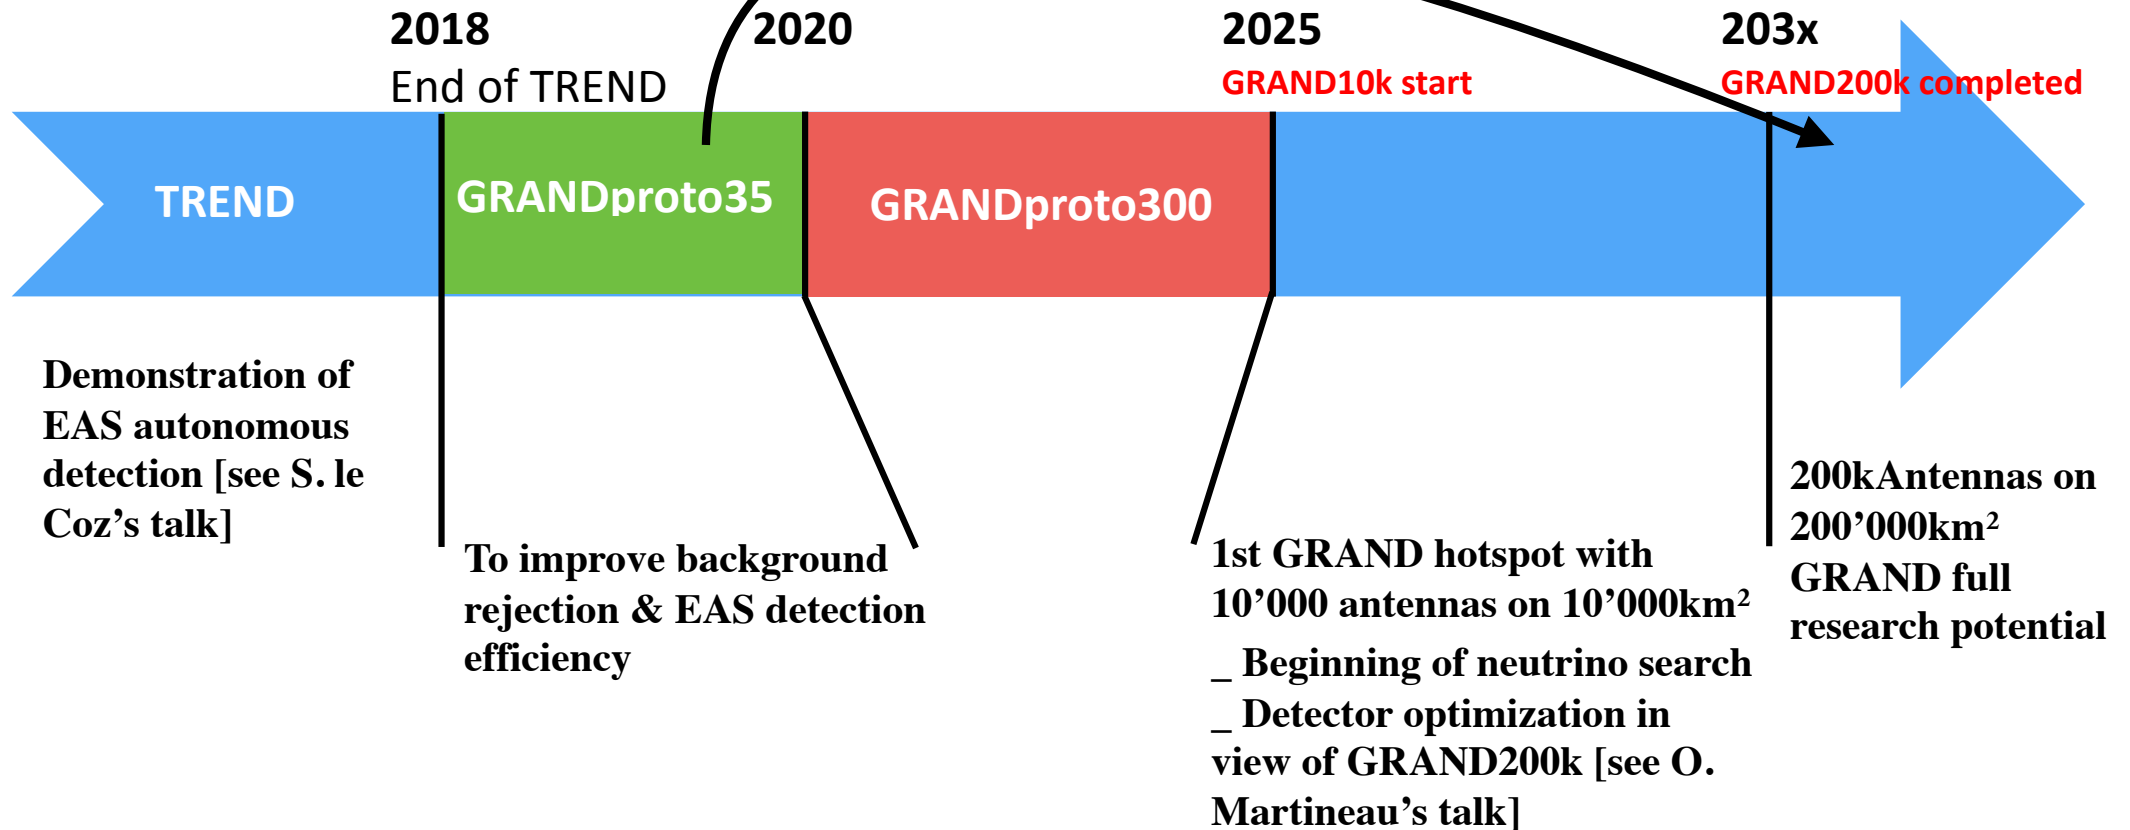 2018
End of TREND
2020
2025
GRAND10k start
203x
GRAND200k completed
TREND
GRANDproto35
GRANDproto300
Demonstration of
EAS autonomous
detection [see S. le
Coz’s talk]
To improve background
rejection & EAS detection
efficiency
1st GRAND hotspot with
10’000 antennas on 10’000km²
_ Beginning of neutrino search
_ Detector optimization in
view of GRAND200k [see O.
Martineau’s talk]
200kAntennas on
200’000km²
GRAND full
research potential